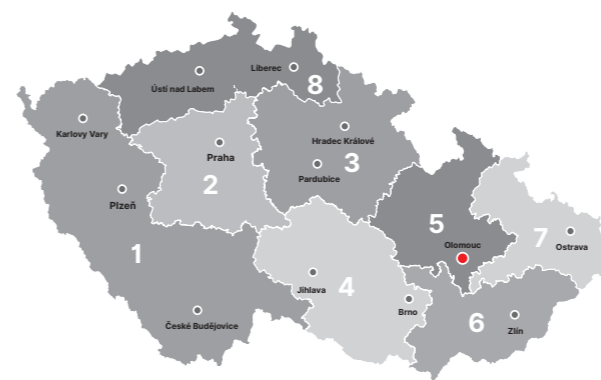 Liberec
8
Ústí nad Labem
Karlovy Vary
Hradec Králové
Praha
3
Pardubice
2
Plzeň
5
7
Olomouc
Ostrava
1
4
Jihlava
Brno
6
České Budějovice
Zlín